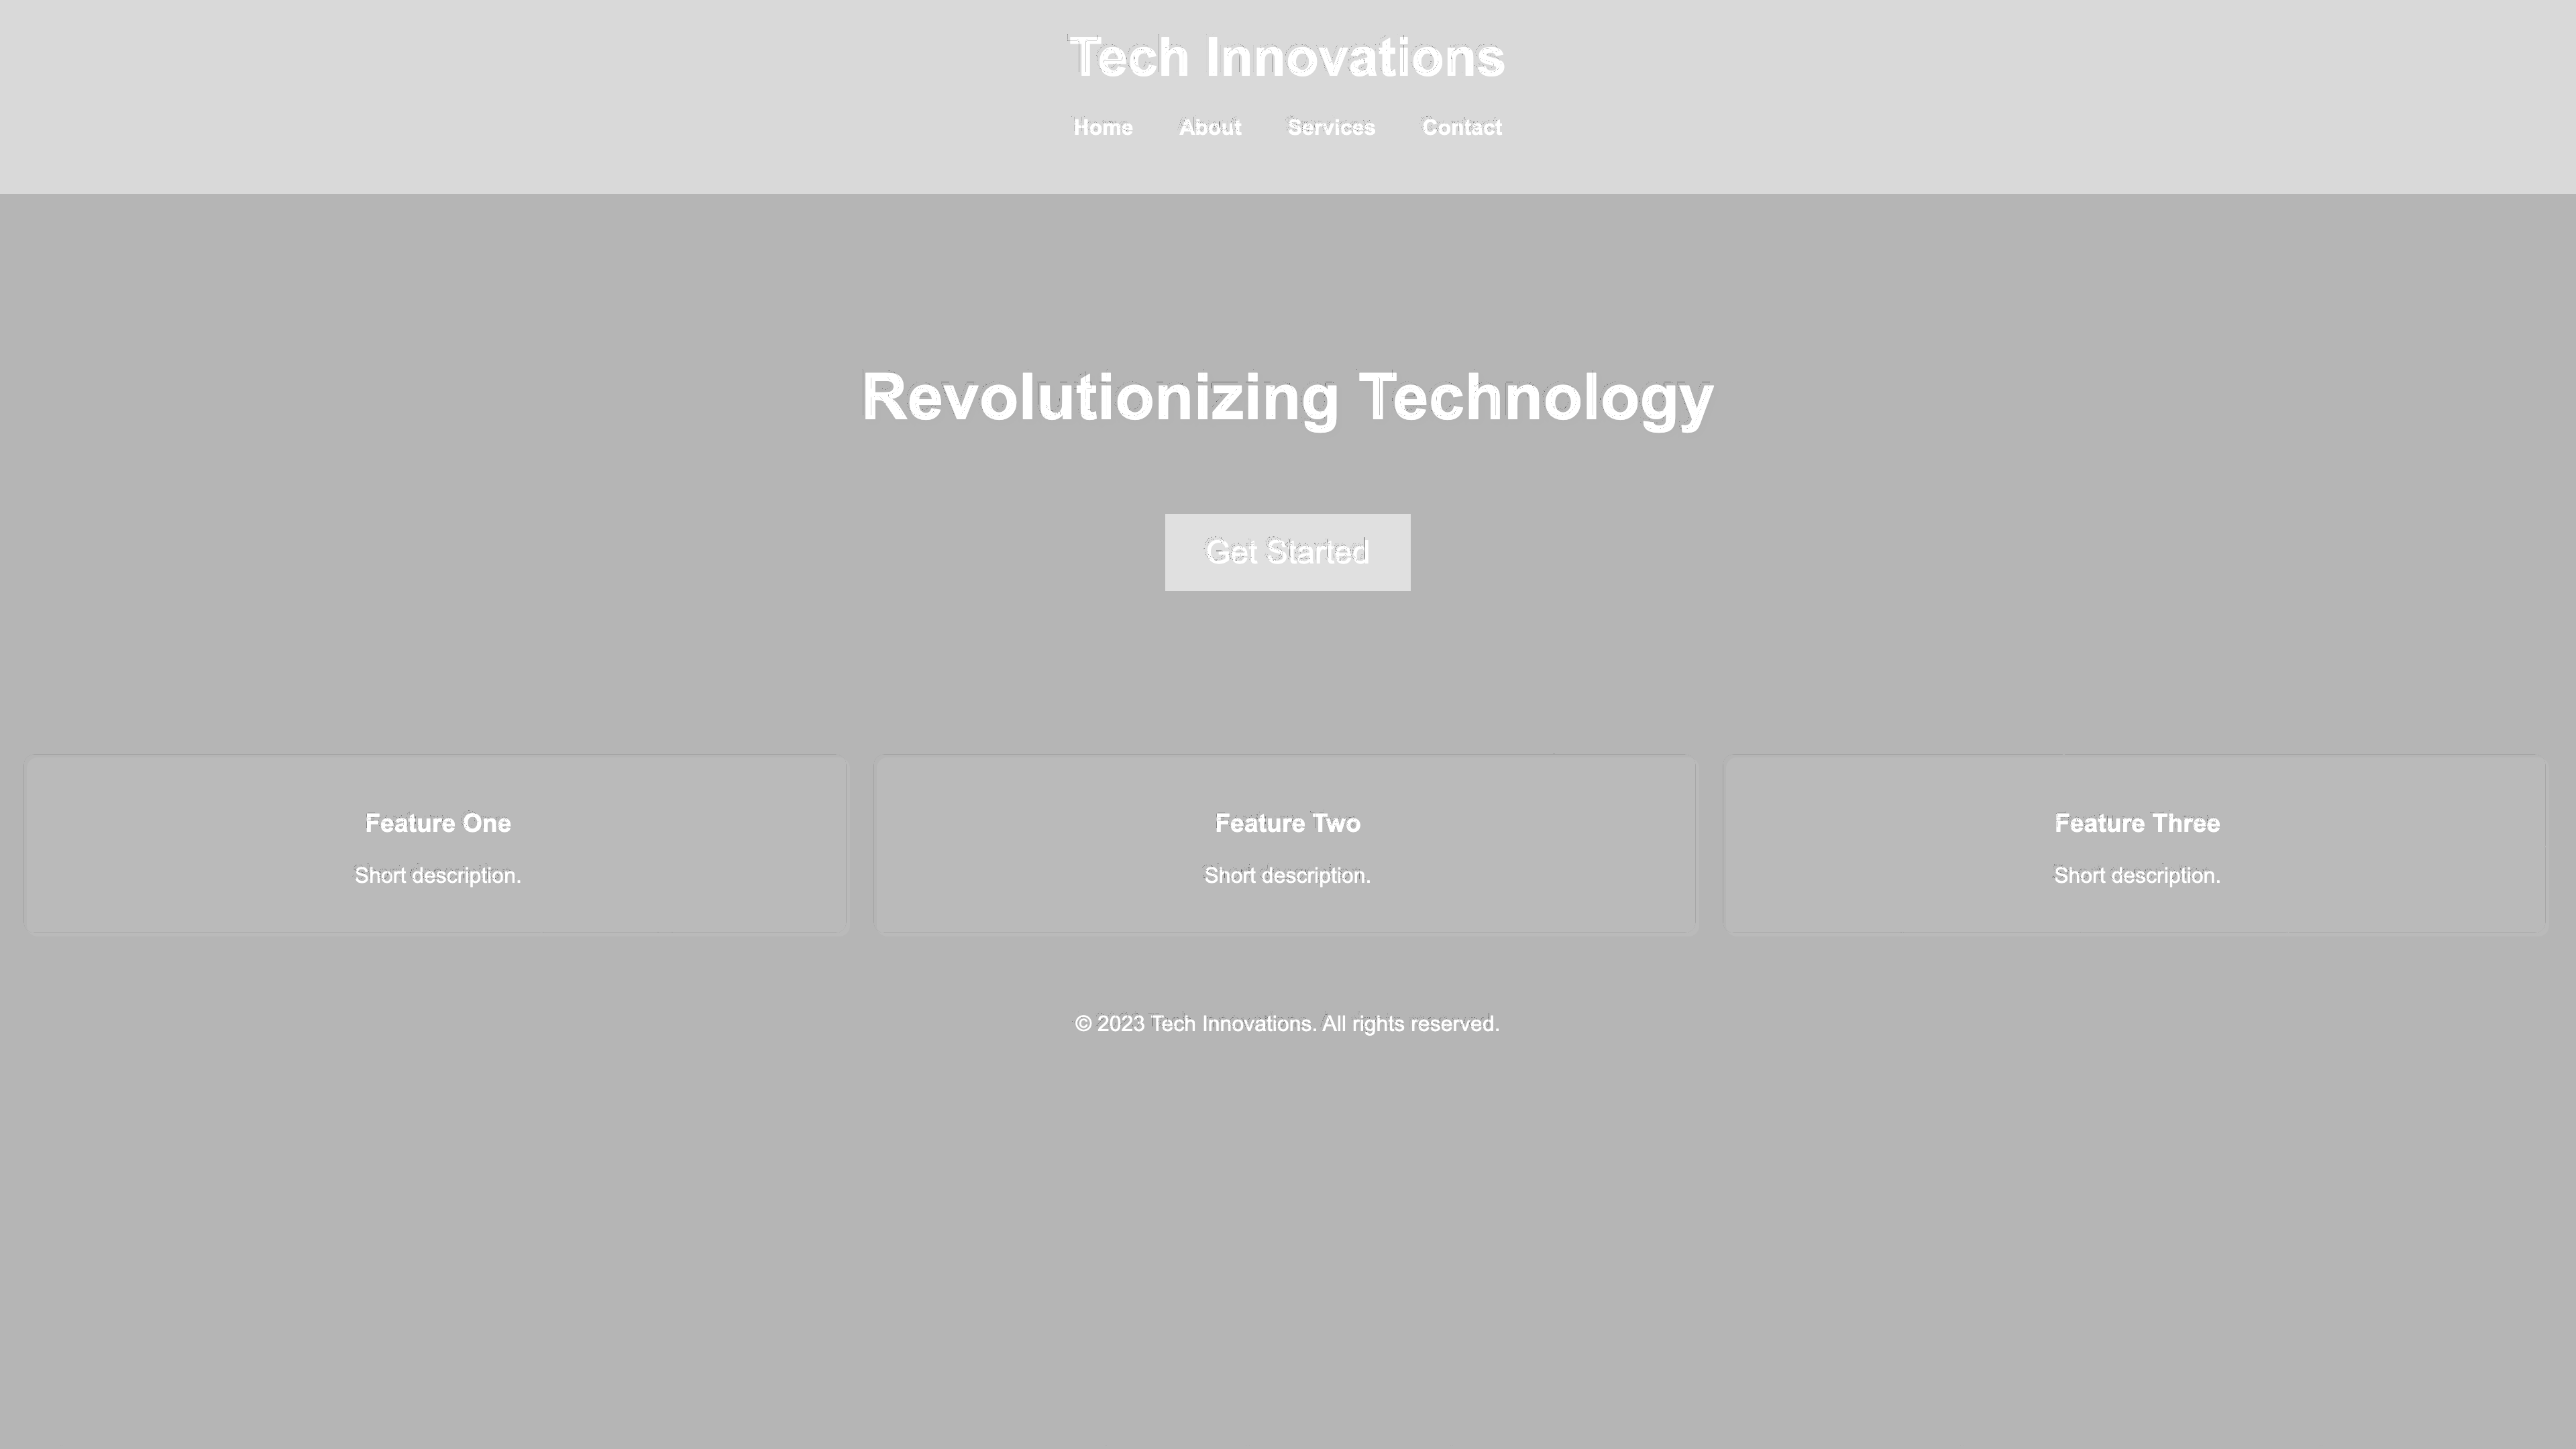 Tech Innovations
Home About Services Contact
Revolutionizing Technology
Get Started
Feature One Feature Two Feature Three
Short description. Short description. Short description.
© 2023 Tech Innovations. All rights reserved.